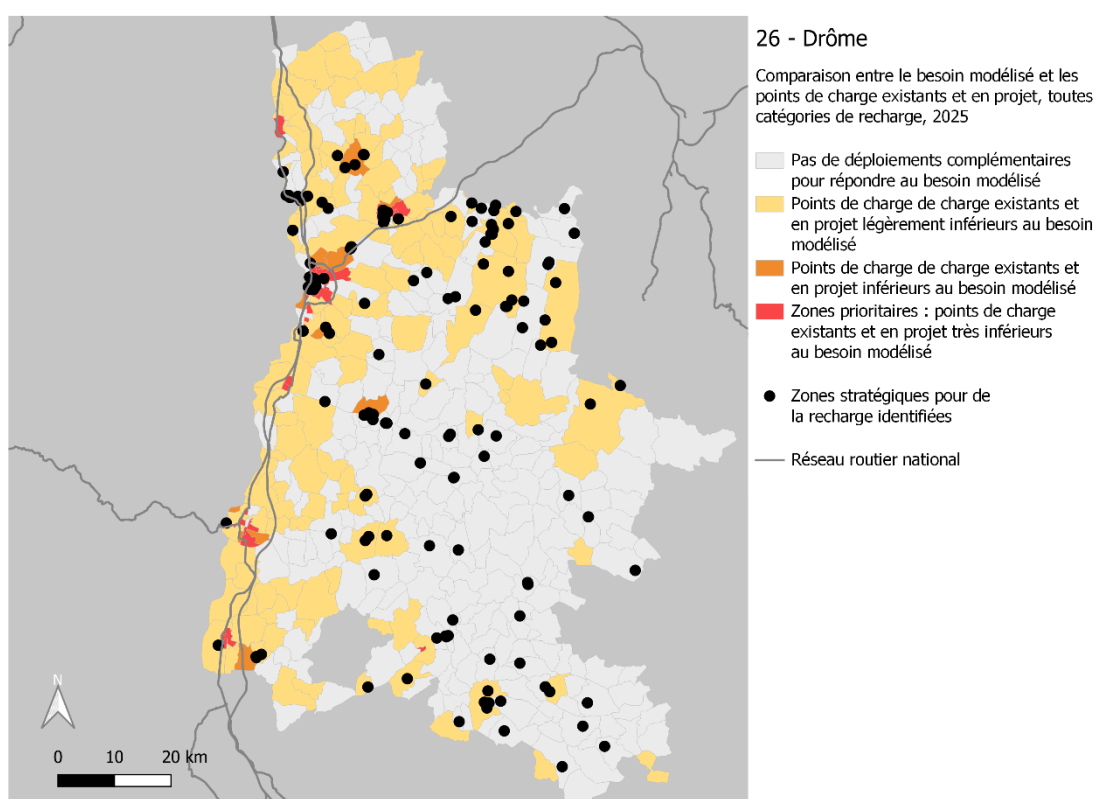 26 - Drôme
Comparaison entre le besoin modélisé et les
points de charge existants et en projet, toutes
catégories de recharge, 2025
Pas de déploiements complémentaires
pour répondre au besoin modélisé
Points de charge de charge existants et
en projet légèrement inférieurs au besoin
modélisé
Points de charge de charge existants et
en projet inférieurs au besoin modélisé
Zones prioritaires : points de charge
existants et en projet très inférieurs
au besoin modélisé
Zones stratégiques pour de
la recharge identifiées
Réseau routier national
N
0 10 20 km